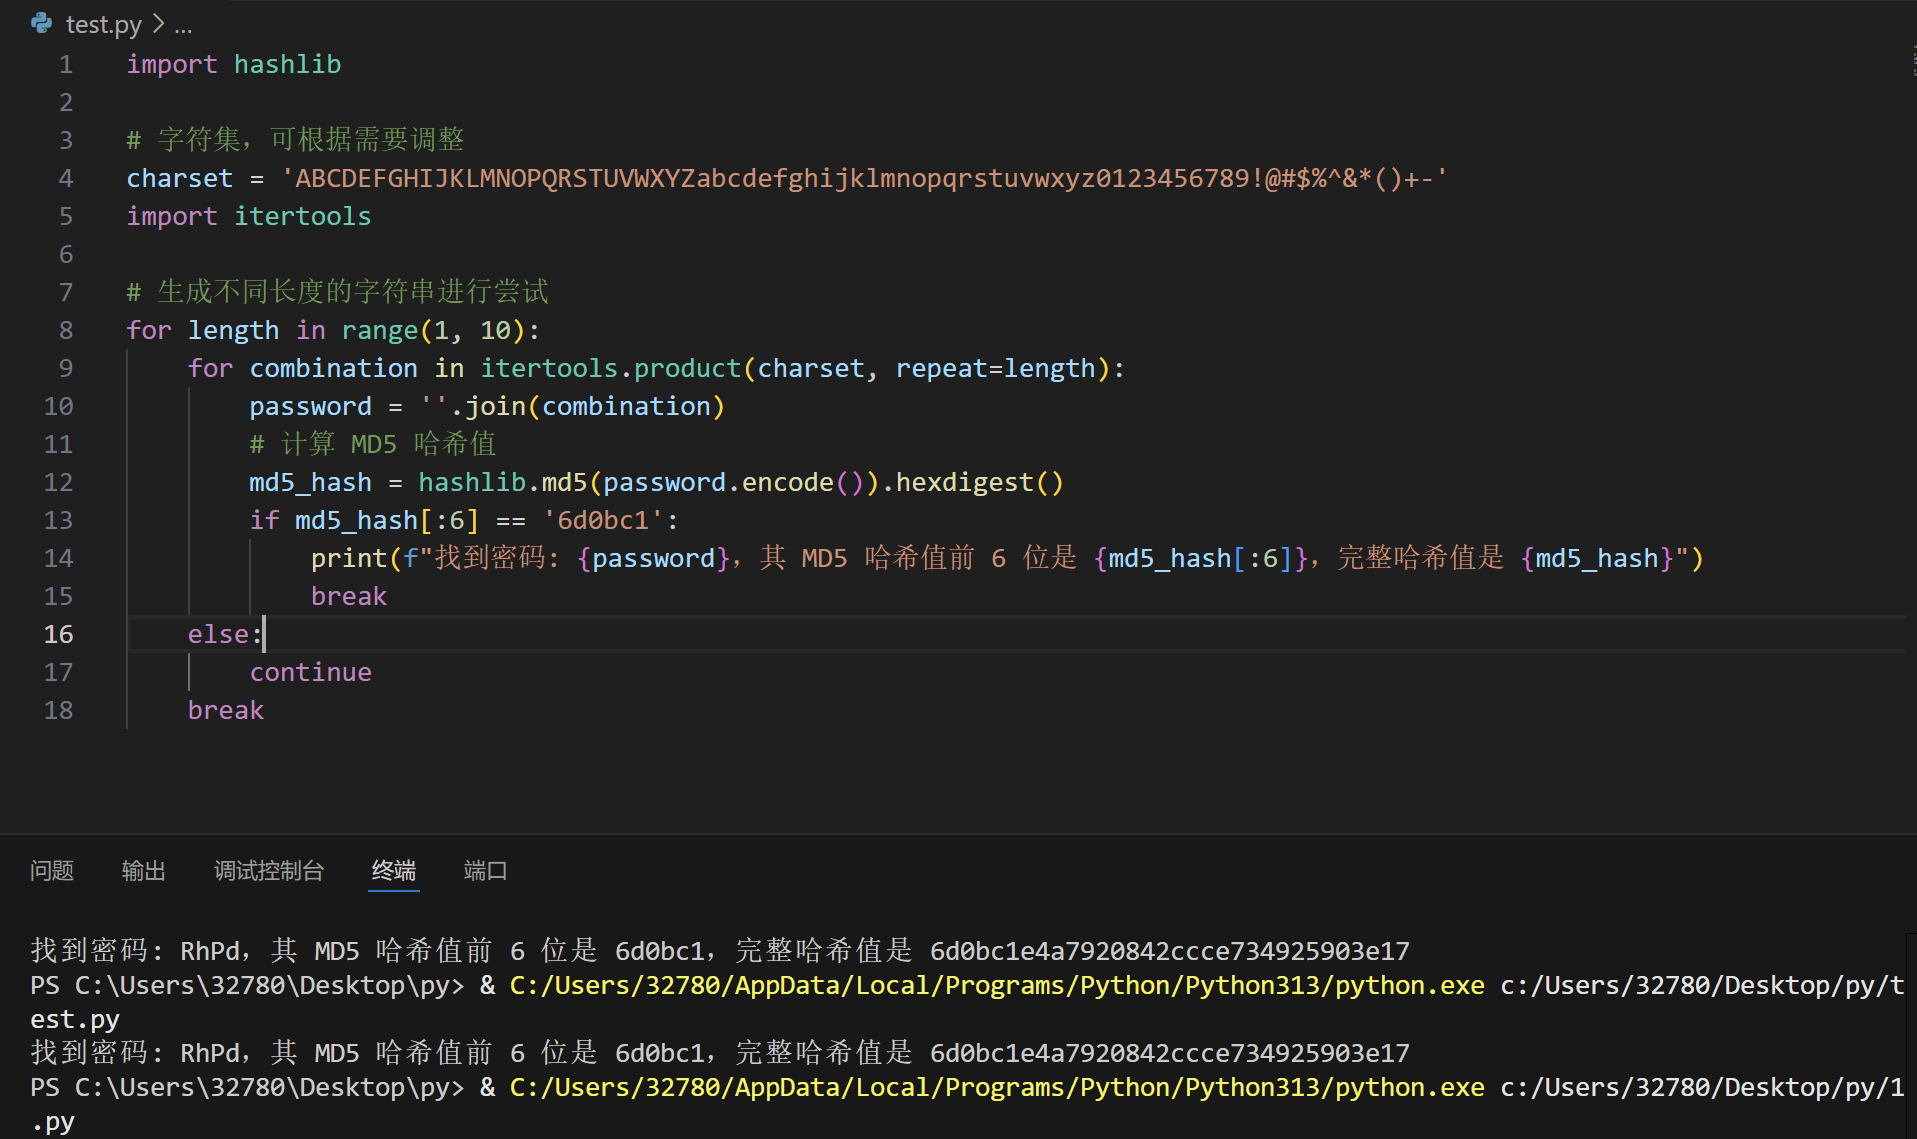 test.py > ...
1 import hashlib
2
3 # 字符集，可根据需要调整
4 charset = 'ABCDEFGHIJKLMNOPQRSTUVWXYZabcdefghijklmnopqrstuvwxyz0123456789!@#$%^&*()+-'
5 import itertools
6
7 # 生成不同长度的字符串进行尝试
8 for length in range(1, 10):
9     for combination in itertools.product(charset, repeat=length):
10         password = ''.join(combination)
11         # 计算 MD5 哈希值
12         md5_hash = hashlib.md5(password.encode()).hexdigest()
13         if md5_hash[:6] == '6d0bc1':
14             print(f"找到密码: {password}，其 MD5 哈希值前 6 位是 {md5_hash[:6]}，完整哈希值是 {md5_hash}")
15             break
16     else:
17         continue
18     break
问题 输出 调试控制台 终端 端口
找到密码: RhPd，其 MD5 哈希值前 6 位是 6d0bc1，完整哈希值是 6d0bc1e4a7920842ccce734925903e17
PS C:\Users\32780\Desktop\py> & C:/Users/32780/AppData/Local/Programs/Python/Python313/python.exe c:/Users/32780/Desktop/py/t
est.py
找到密码: RhPd，其 MD5 哈希值前 6 位是 6d0bc1，完整哈希值是 6d0bc1e4a7920842ccce734925903e17
PS C:\Users\32780\Desktop\py> & C:/Users/32780/AppData/Local/Programs/Python/Python313/python.exe c:/Users/32780/Desktop/py/1
.py